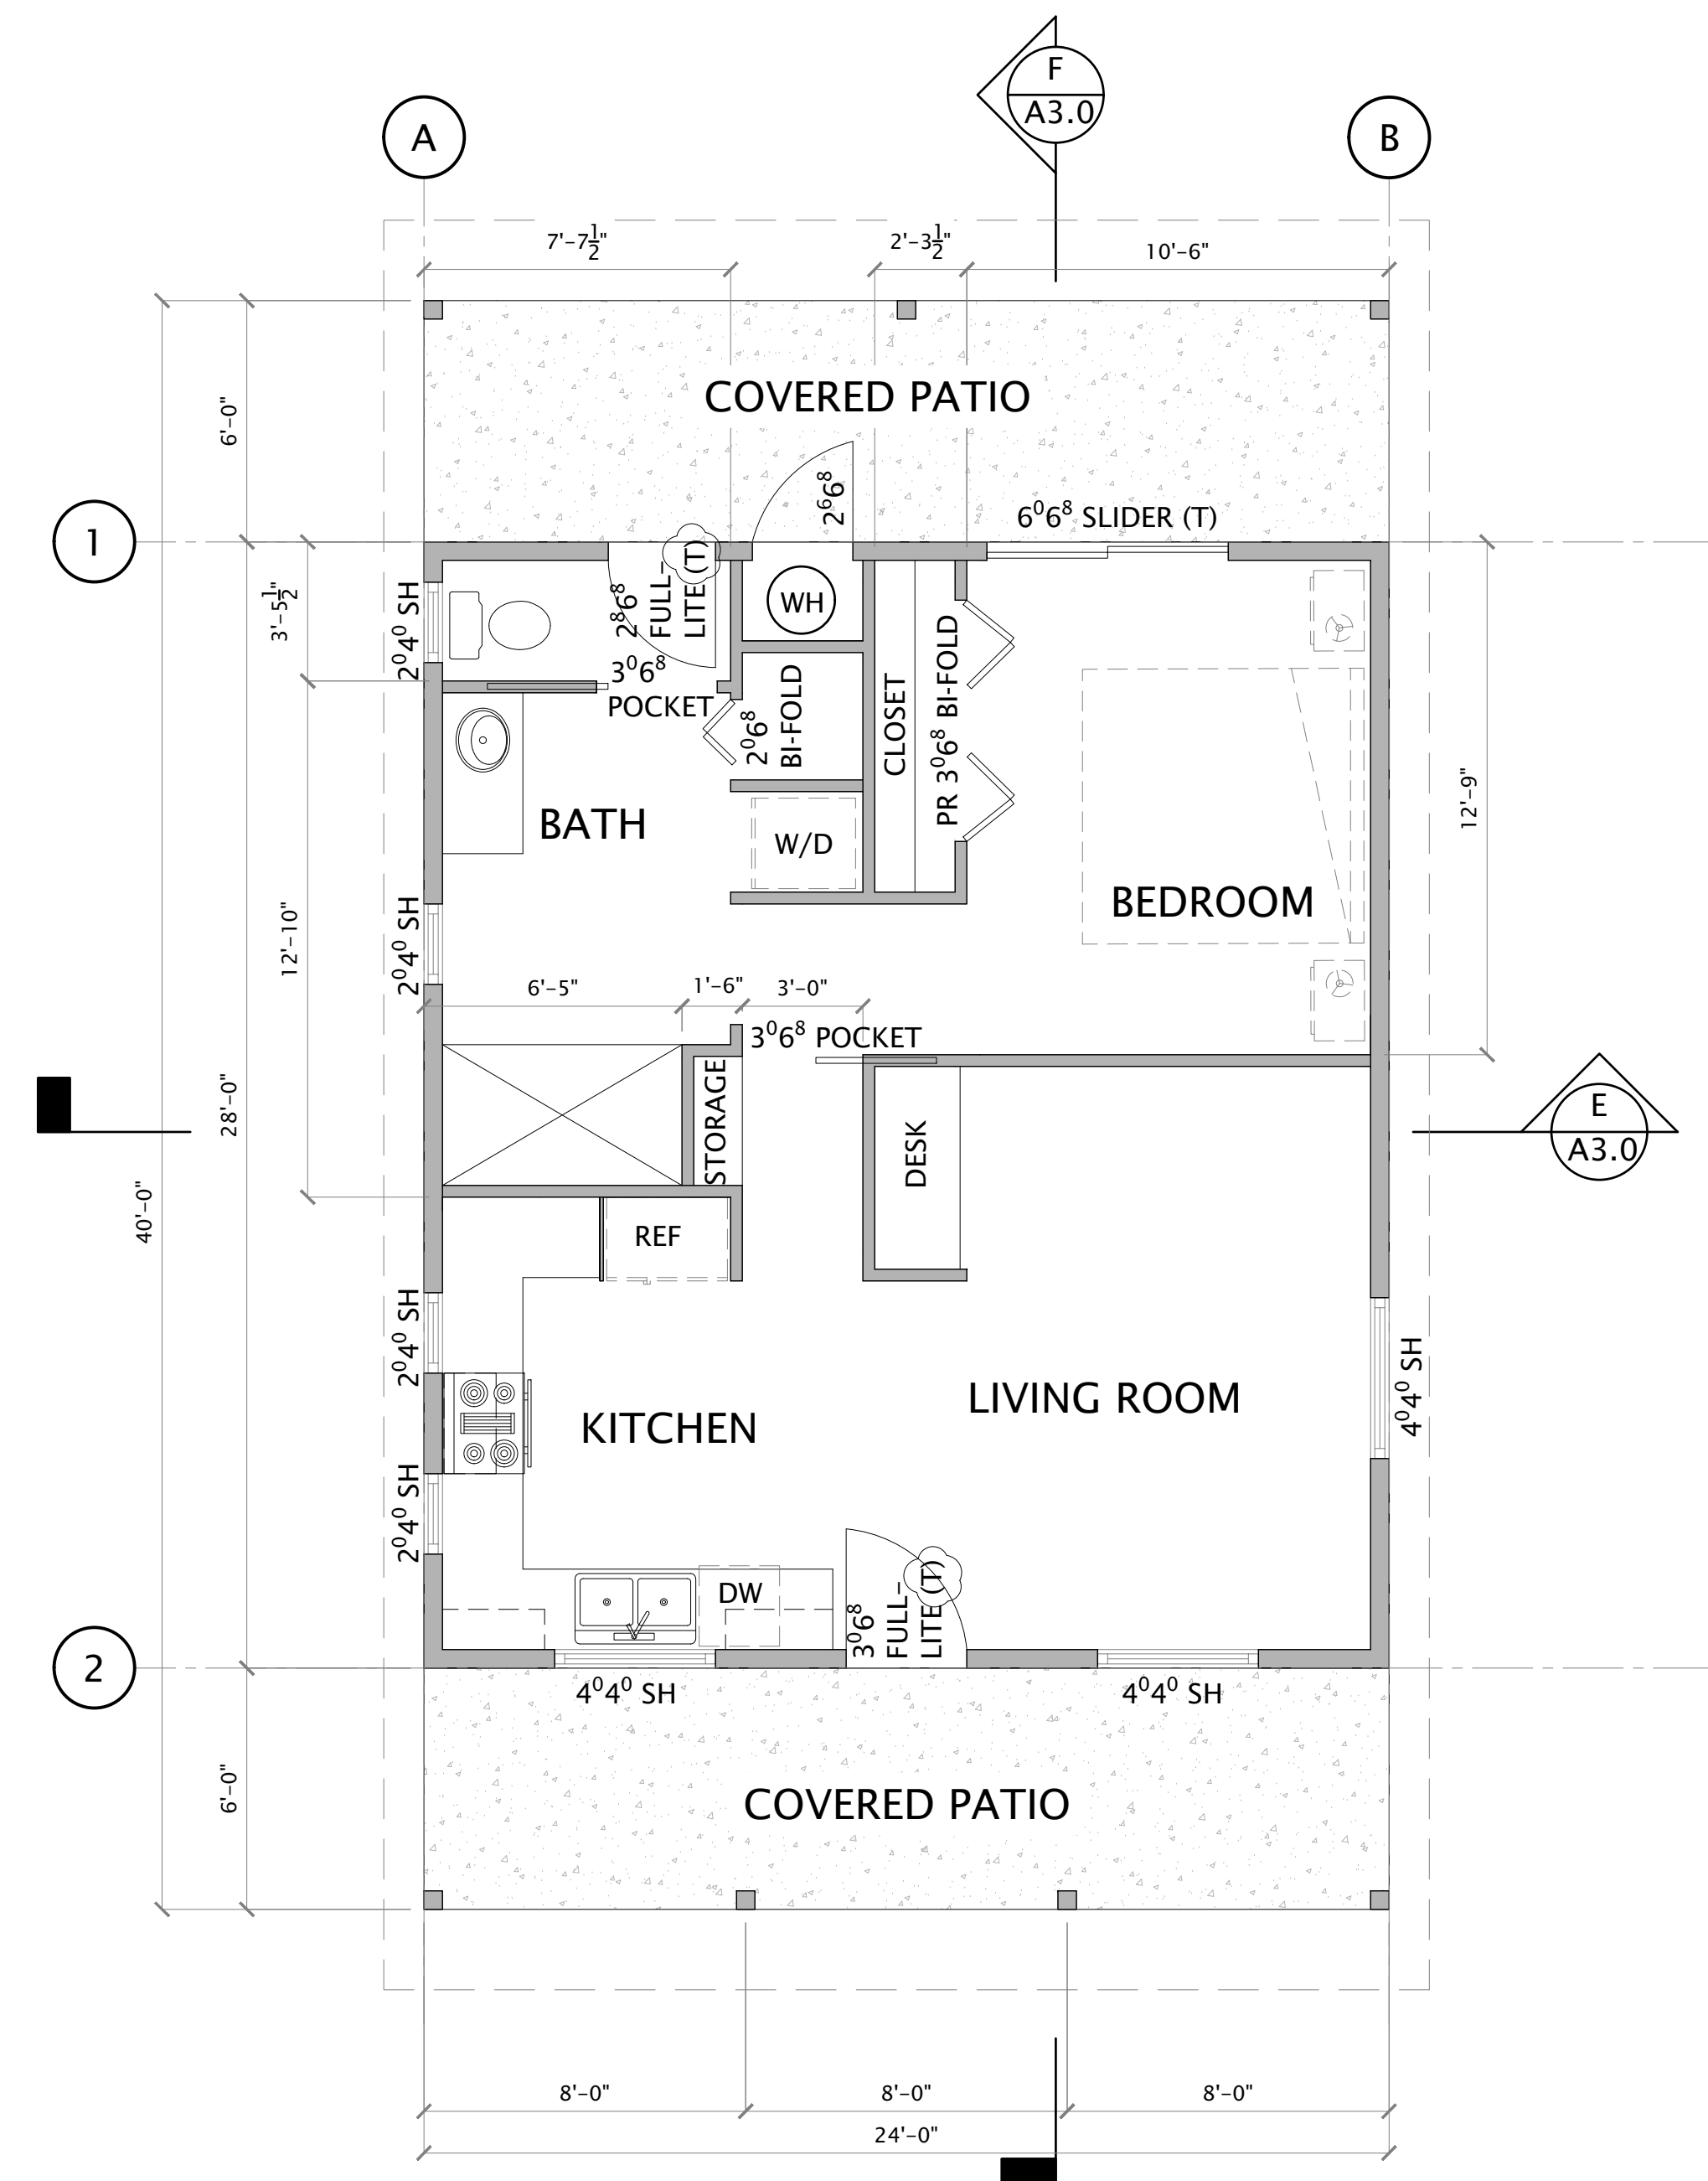 F
A3.0
A
B
7'-7 1/2"
2'-3 1/2"
10'-6"
COVERED PATIO
6'-0"
2⁶6⁸
6⁰6⁸ SLIDER (T)
1
3'-5 1/2"
2⁰4⁰ SH
2⁸6⁸
FULL-
LITE (T)
WH
3⁰6⁸
POCKET
2⁰6⁸
BI-FOLD
CLOSET
PR 3⁰6⁸ BI-FOLD
12'-9"
BATH
W/D
BEDROOM
2⁰4⁰ SH
12'-10"
6'-5"
1'-6"
3'-0"
3⁰6⁸ POCKET
28'-0"
STORAGE
DESK
E
A3.0
40'-0"
REF
2⁰4⁰ SH
4⁰4⁰ SH
LIVING ROOM
KITCHEN
2⁰4⁰ SH
DW
3⁰6⁸
FULL-
LITE (T)
2
4⁰4⁰ SH
4⁰4⁰ SH
6'-0"
COVERED PATIO
8'-0"
8'-0"
8'-0"
24'-0"